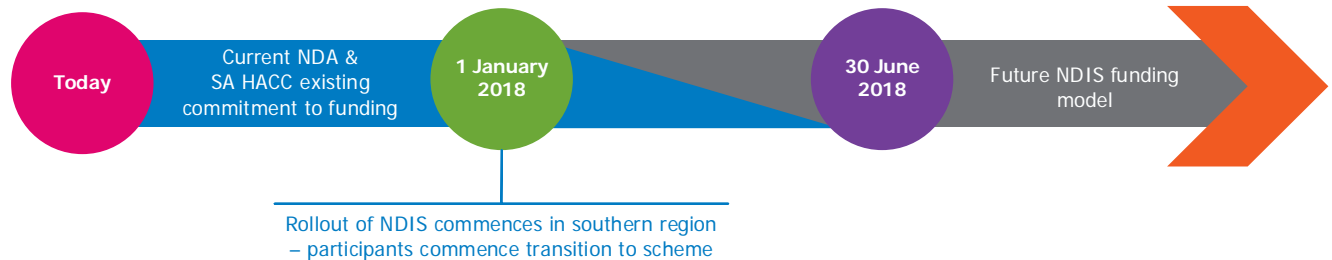 Today
Current NDA &
SA HACC existing
commitment to funding
1 January
2018
30 June
2018
Future NDIS funding
model
Rollout of NDIS commences in southern region
– participants commence transition to scheme